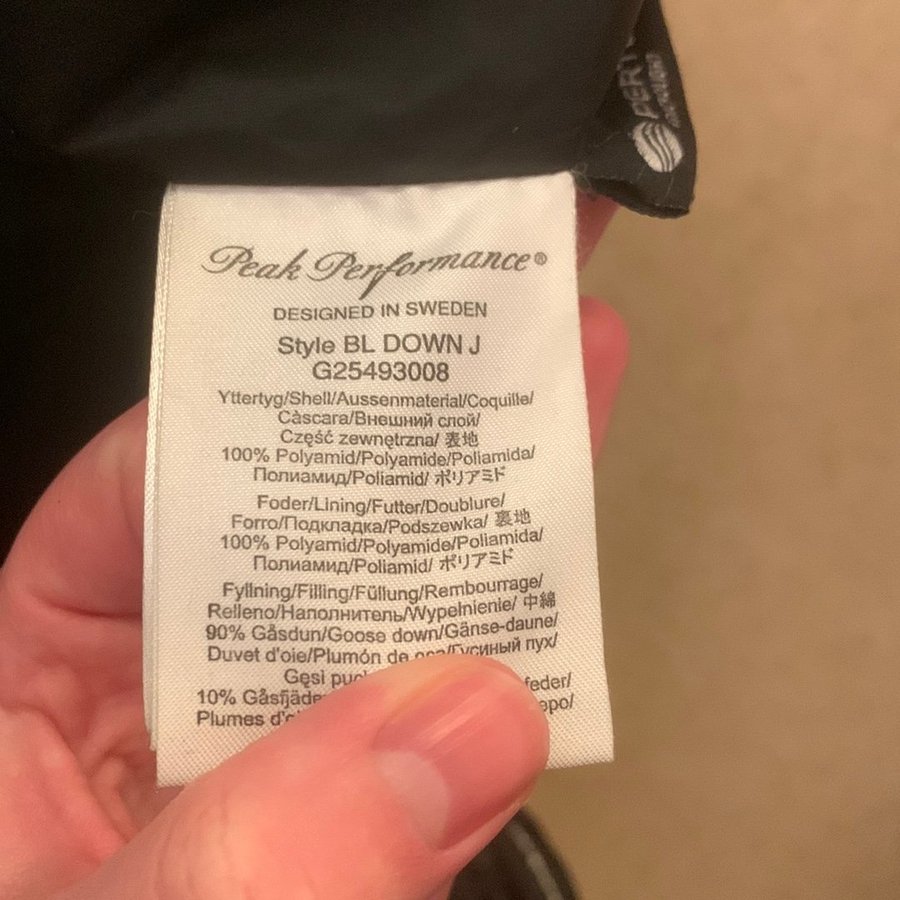 Peak Performance®
DESIGNED IN SWEDEN
Style BL DOWN J
G25493008
Yttertyg/Shell/Aussenmaterial/Coquille/
Càscara/Внешний слой/
Część zewnętrzna/ 表地
100% Polyamid/Polyamide/Poliamida/
Полиамид/Poliamid/ ポリアミド
Foder/Lining/Futter/Doublure/
Forro/Подкладка/Podszewka/ 裏地
100% Polyamid/Polyamide/Poliamida/
Полиамид/Poliamid/ ポリアミド
Fyllning/Filling/Füllung/Rembourrage/
Relleno/Наполнитель/Wypełnienie/ 中綿
90% Gåsdun/Goose down/Gänse-daune/
Duvet d'oie/Plumón de /Гусиный пух/
Gęsi
10%
Plumes